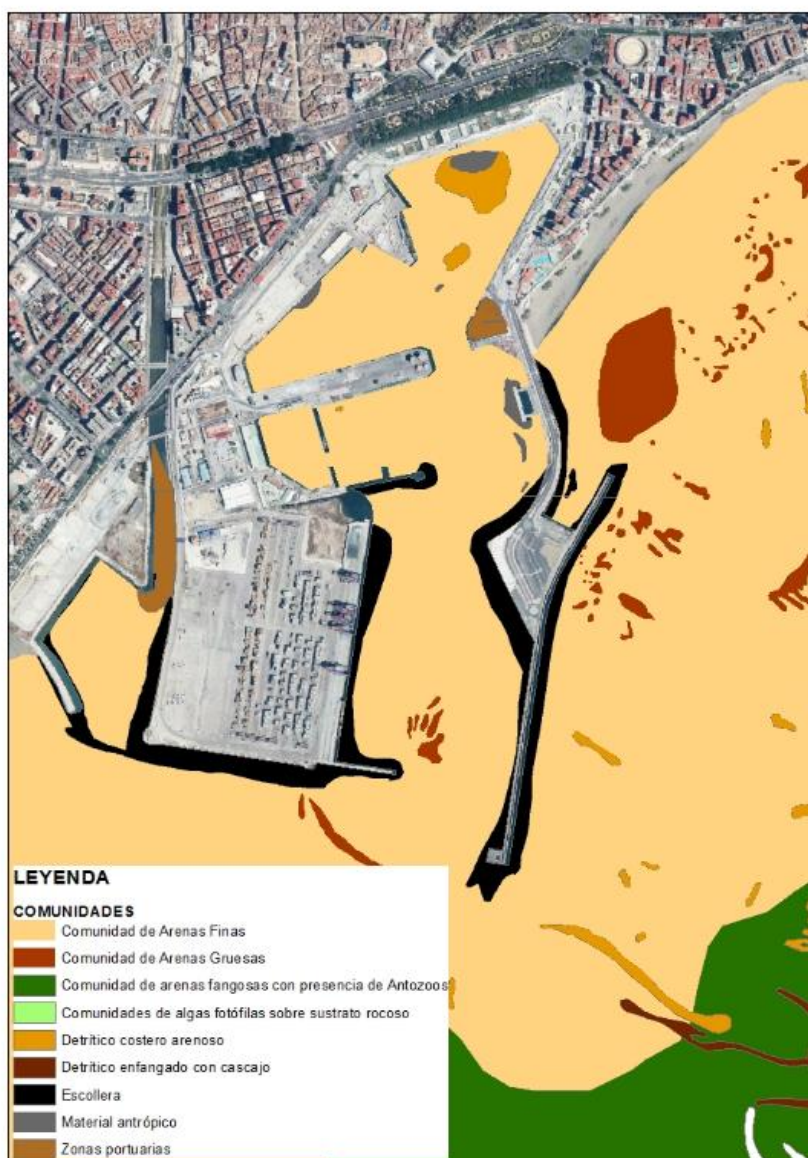 LEYENDA
COMUNIDADES
Comunidad de Arenas Finas
Comunidad de Arenas Gruesas
Comunidad de arenas fangosas con presencia de Antozoos
Comunidades de algas fotófilas sobre sustrato rocoso
Detrítico costero arenoso
Detrítico enfangado con cascajo
Escollera
Material antrópico
Zonas portuarias